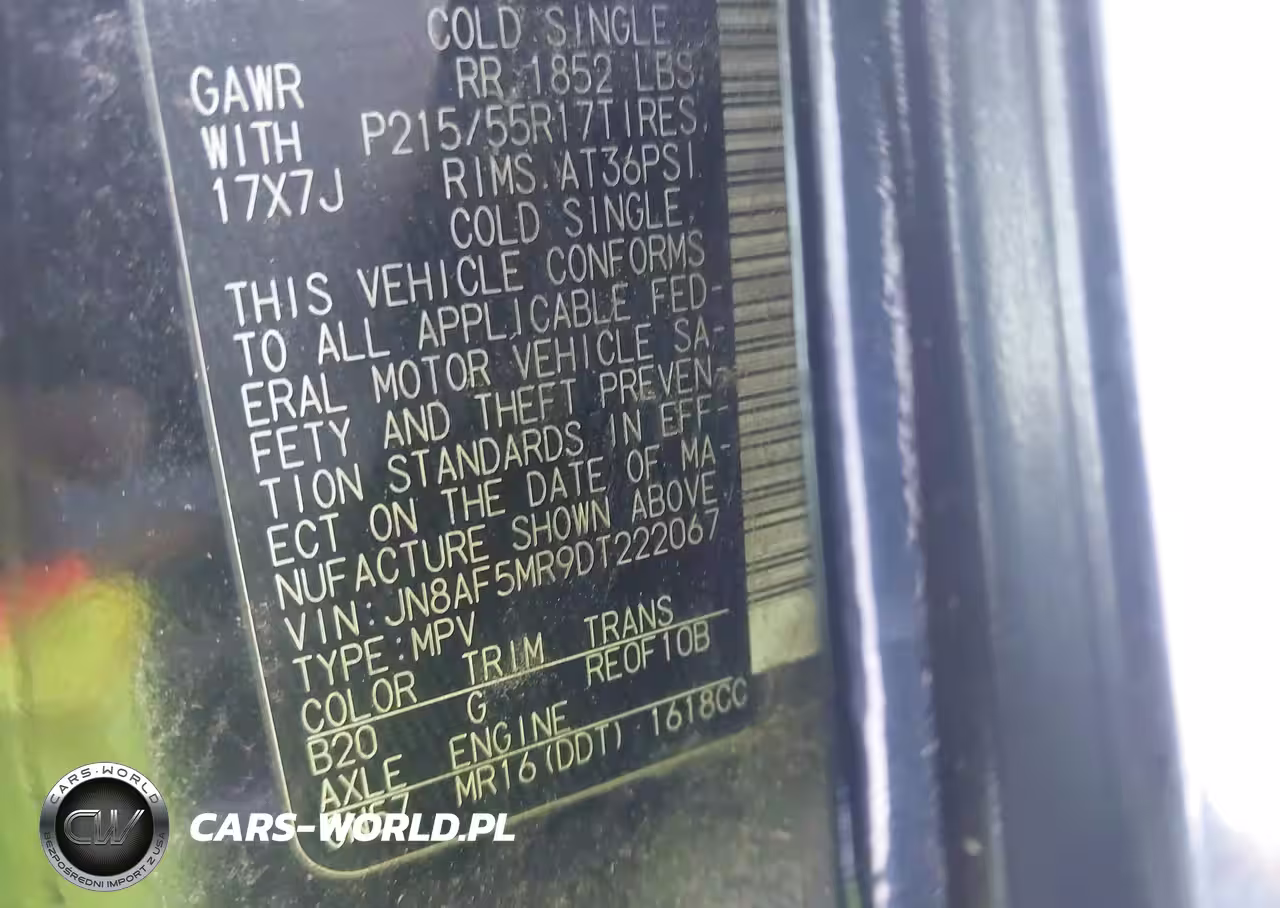 COLD SINGLE
GAWR RR 1852 LBS
WITH P215/55R17TIRES,
17X7J RIMS. AT36PSI.
COLD SINGLE.
THIS VEHICLE CONFORMS
TO ALL APPLICABLE FED-
ERAL MOTOR VEHICLE SA-
FETY AND THEFT PREVEN-
TION STANDARDS IN EFF-
ECT ON THE DATE OF MA-
NUFACTURE SHOWN ABOVE
VIN:JN8AF5MR9DT222067
TYPE:MPV
COLOR TRIM TRANS
B20 G RE0F10B
AXLE ENGINE
MR16(DDT) 1618CC
CARS-WORLD
CW
BEZPOŚREDNI IMPORT Z USA
CARS-WORLD.PL